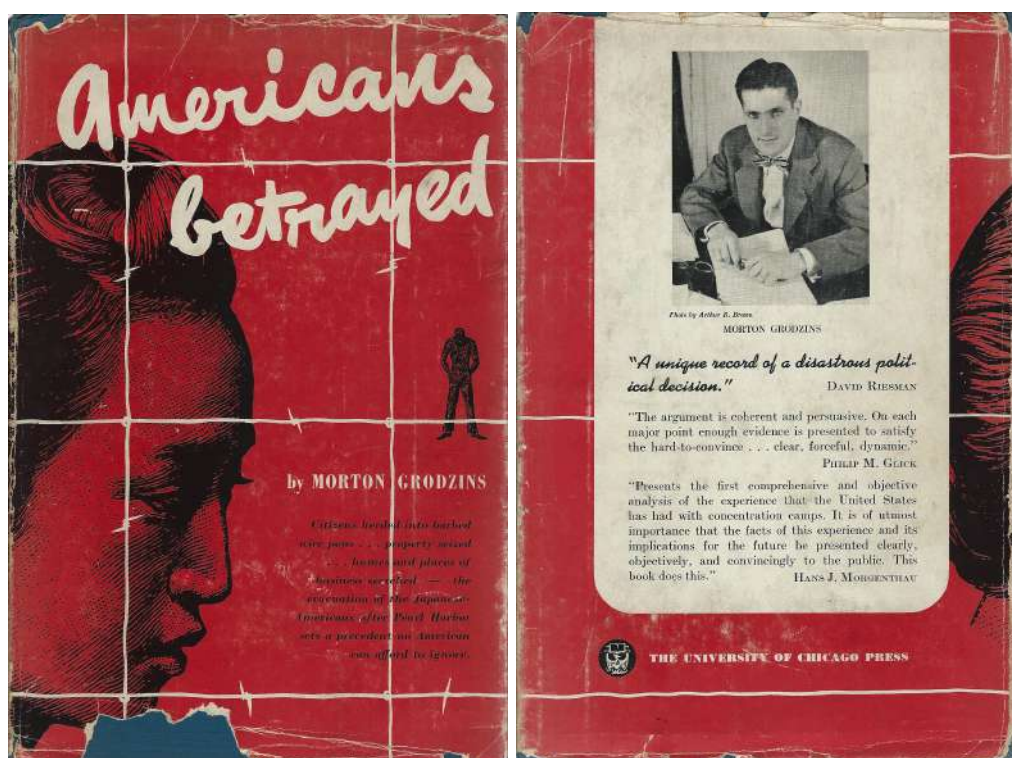 Americans
betrayed
by MORTON GRODZINS
Citizens herded into barbed
wire pens . . . property seized
. . . homes and places of
business searched — the
evacuation of the Japanese-
Americans after Pearl Harbor
sets a precedent no American
can afford to ignore.
Photo by Arthur R. Brown
MORTON GRODZINS
"A unique record of a disastrous polit-
ical decision." DAVID RIESMAN
"The argument is coherent and persuasive. On each
major point enough evidence is presented to satisfy
the hard-to-convince . . . clear, forceful, dynamic."
PHILIP M. GLICK
"Presents the first comprehensive and objective
analysis of the experience that the United States
has had with concentration camps. It is of utmost
importance that the facts of this experience and its
implications for the future be presented clearly,
objectively, and convincingly to the public. This
book does this." HANS J. MORGENTHAU
THE UNIVERSITY OF CHICAGO PRESS